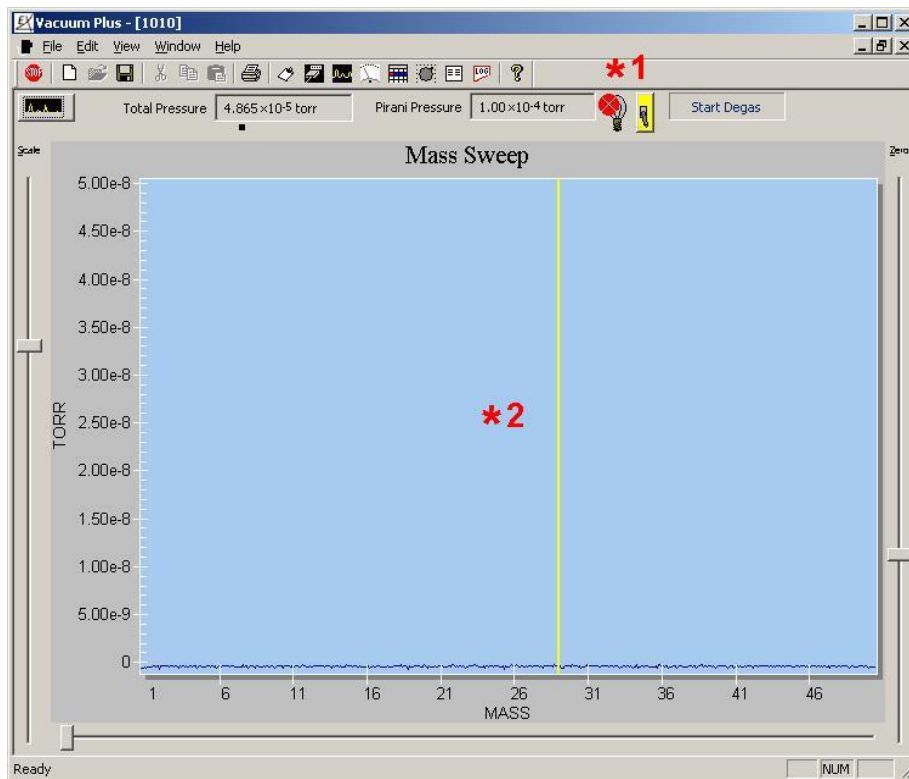 Vacuum Plus - [1010]
File Edit View Window Help
STOP LOG ?
*1
Total Pressure 4.865×10-5 torr Pirani Pressure 1.00×10-4 torr Start Degas
Scale Zero
Mass Sweep
5.00e-8
4.50e-8
4.00e-8
3.50e-8
3.00e-8
*2
2.50e-8
2.00e-8
1.50e-8
1.00e-8
5.00e-9
0
TORR
1 6 11 16 21 26 31 36 41 46
MASS
Ready NUM